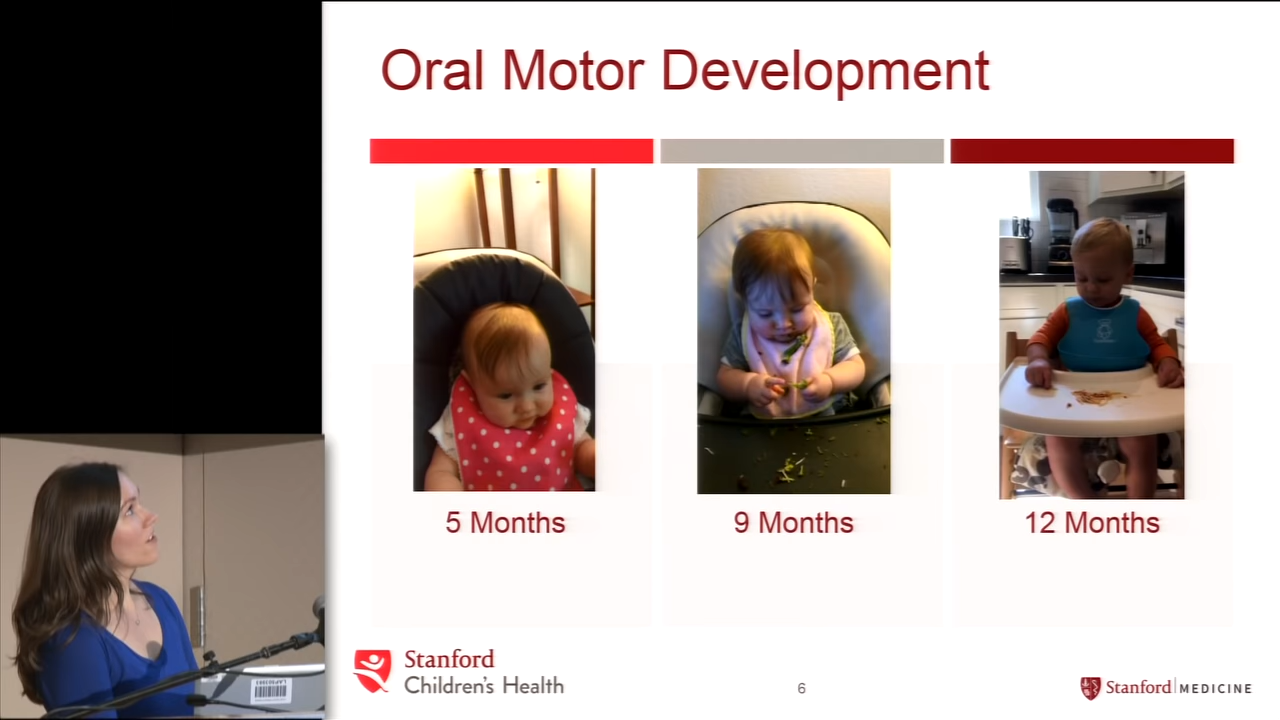 Oral Motor Development
5 Months
9 Months
12 Months
Stanford
Children's Health
6
Stanford MEDICINE